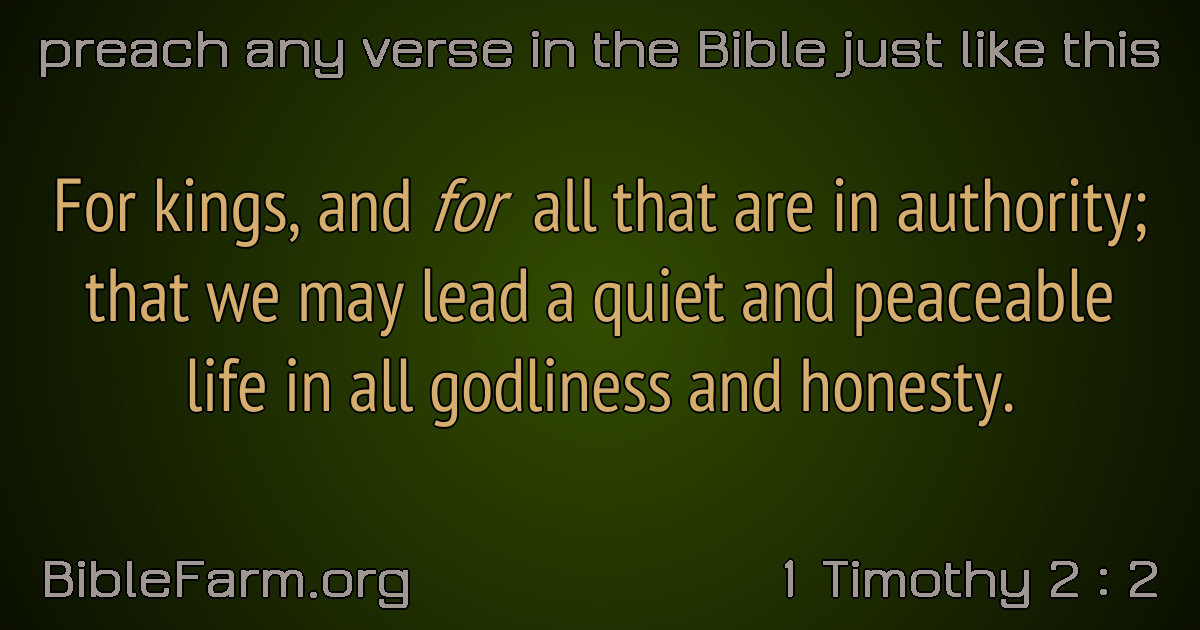 preach any verse in the Bible just like this
For kings, and for all that are in authority;
that we may lead a quiet and peaceable
life in all godliness and honesty.
BibleFarm.org
1 Timothy 2 : 2